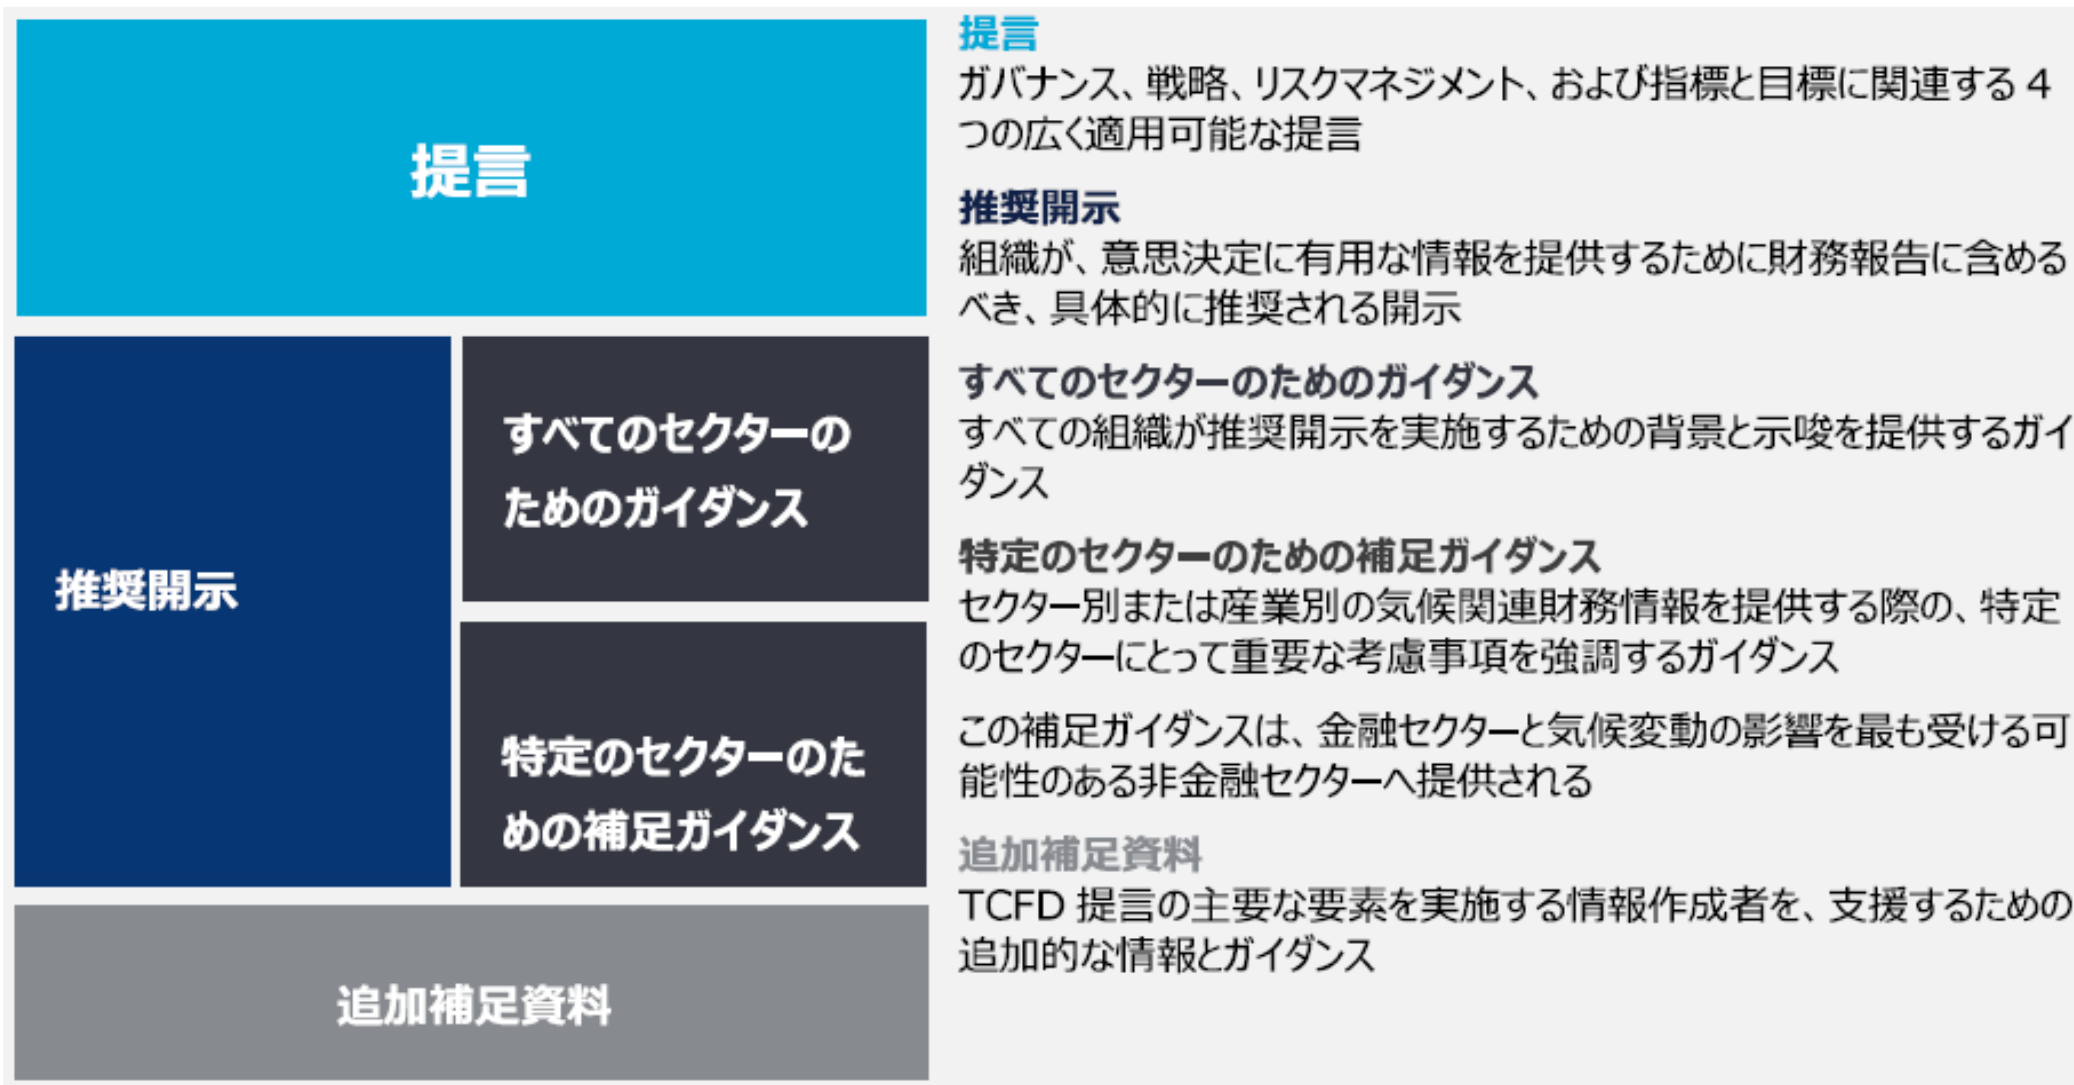 提言
推奨開示
すべてのセクターの
ためのガイダンス
特定のセクターのた
めの補足ガイダンス
追加補足資料
提言
ガバナンス、戦略、リスクマネジメント、および指標と目標に関連する 4
つの広く適用可能な提言
推奨開示
組織が、意思決定に有用な情報を提供するために財務報告に含める
べき、具体的に推奨される開示
すべてのセクターのためのガイダンス
すべての組織が推奨開示を実施するための背景と示唆を提供するガイ
ダンス
特定のセクターのための補足ガイダンス
セクター別または産業別の気候関連財務情報を提供する際の、特定
のセクターにとって重要な考慮事項を強調するガイダンス
この補足ガイダンスは、金融セクターと気候変動の影響を最も受ける可
能性のある非金融セクターへ提供される
追加補足資料
TCFD 提言の主要な要素を実施する情報作成者を、支援するための
追加的な情報とガイダンス